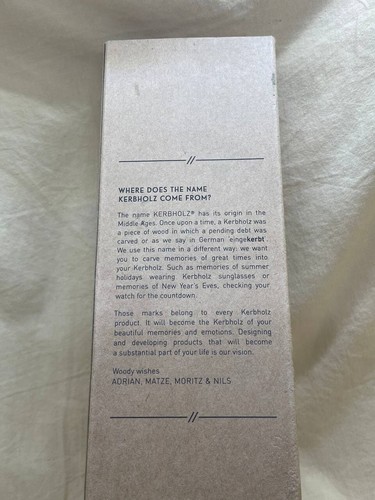 WHERE DOES THE NAME
KERBHOLZ COME FROM?
The name KERBHOLZ® has its origin in the
Middle Ages. Once upon a time, a Kerbholz was
a piece of wood in which a pending debt was
carved or as we say in German eingekerbt.
We use this name in a different way: we want
you to carve memories of great times into
your Kerbholz. Such as memories of summer
holidays wearing Kerbholz sunglasses or
memories of New Year's Eves, checking your
watch for the countdown.
Those marks belong to every Kerbholz
product. It will become the Kerbholz of your
beautiful memories and emotions. Designing
and developing products that will become
a substantial part of your life is our vision.
Woody wishes
ADRIAN, MATZE, MORITZ & NILS